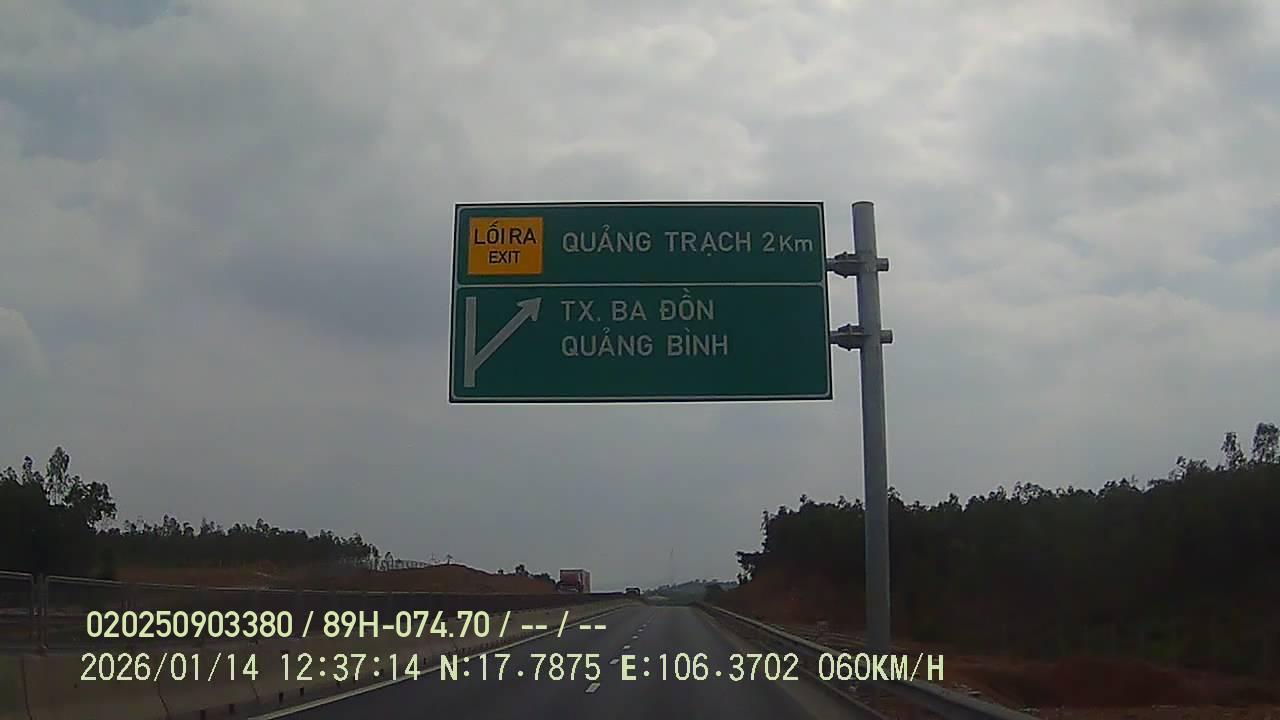 LỐI RA
EXIT
QUẢNG TRẠCH 2Km
TX. BA ĐỒN
QUẢNG BÌNH
020250903380 / 89H-074.70 / -- / --
2026/01/14 12:37:14 N:17.7875 E:106.3702 060KM/H